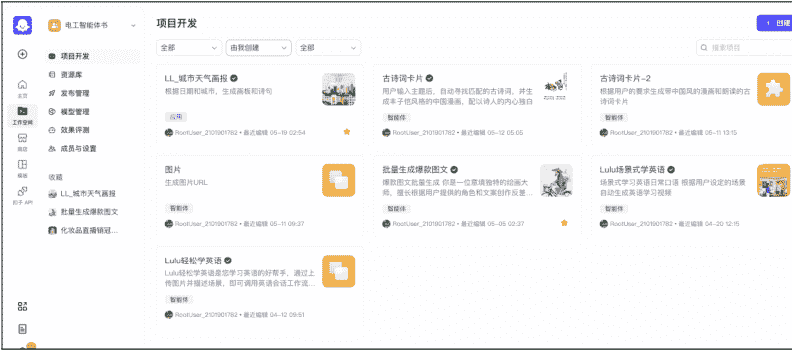 电工智能体书
项目开发
+ 创建
全部
由我创建
全部
搜索项目
项目开发
资源库
发布管理
模型管理
效果评测
成员与设置
收藏
LL_城市天气画报
批量生成爆款图文
化妆品直播销冠...
主页
工作空间
商店
模板
扣子 API
LL_城市天气画报
根据日期和城市，生成画板和诗句
应用
RootUser_2101901782 • 最近编辑 05-19 02:54
古诗词卡片
用户输入主题后，自动寻找匹配的古诗词，并生
成丰子恺风格的中国漫画，配以诗人的内心独白
智能体
RootUser_2101901782 • 最近编辑 05-12 05:05
古诗词卡片-2
根据用户的要求生成带中国风的漫画和朗读的古
诗词卡片
智能体
RootUser_2101901782 • 最近编辑 05-11 13:15
图片
生成图片URL
智能体
RootUser_2101901782 • 最近编辑 05-11 09:37
批量生成爆款图文
爆款图文批量生成 你是一位意境独特的绘画大
师，擅长根据用户提供的角色和文案创作反差...
智能体
RootUser_2101901782 • 最近编辑 05-05 02:37
Lulu场景式学英语
场景式学习英语日常口语 根据用户设定的场景
自动生成英语学习视频
智能体
RootUser_2101901782 • 最近编辑 04-20 12:15
Lulu轻松学英语
Lulu轻松学英语是您学习英语的好帮手，通过上
传图片并描述场景，即可调用英语会话工作流...
智能体
RootUser_2101901782 • 最近编辑 04-12 09:51